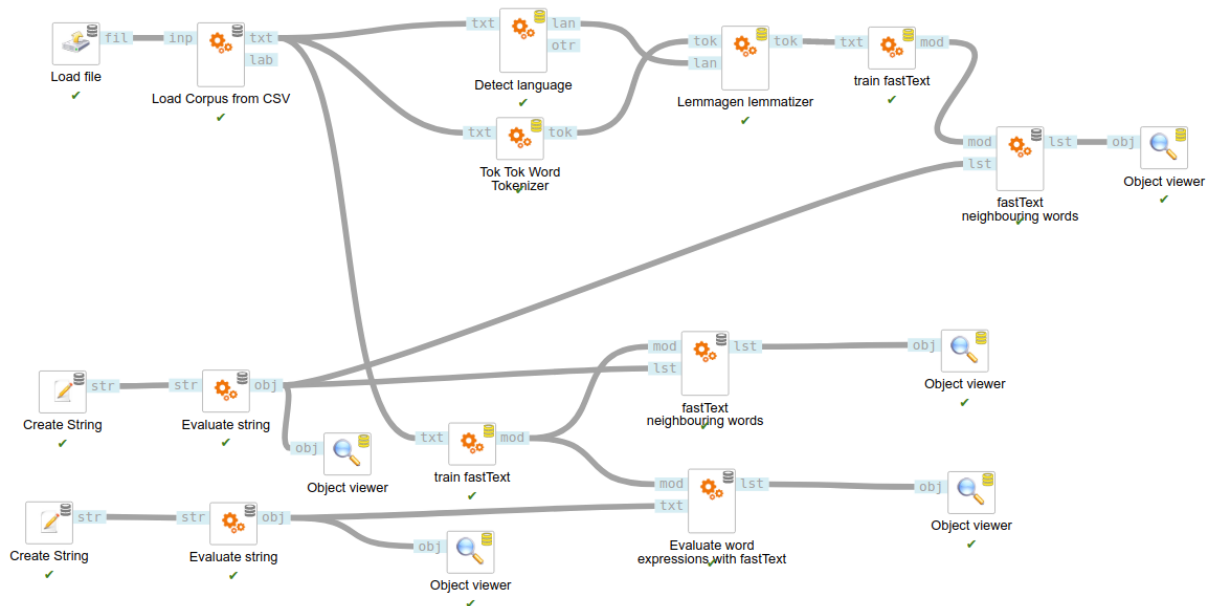 fil
Load file
inp
txt
lab
Load Corpus from CSV
txt
lan
otr
Detect language
txt
tok
Tok Tok Word
Tokenizer
tok
lan
tok
Lemmagen lemmatizer
txt
mod
train fastText
mod
lst
lst
fastText
neighbouring words
obj
Object viewer
str
Create String
str
obj
Evaluate string
obj
Object viewer
txt
mod
train fastText
mod
lst
lst
fastText
neighbouring words
obj
Object viewer
str
Create String
str
obj
Evaluate string
obj
Object viewer
mod
txt
lst
Evaluate word
expressions with fastText
obj
Object viewer